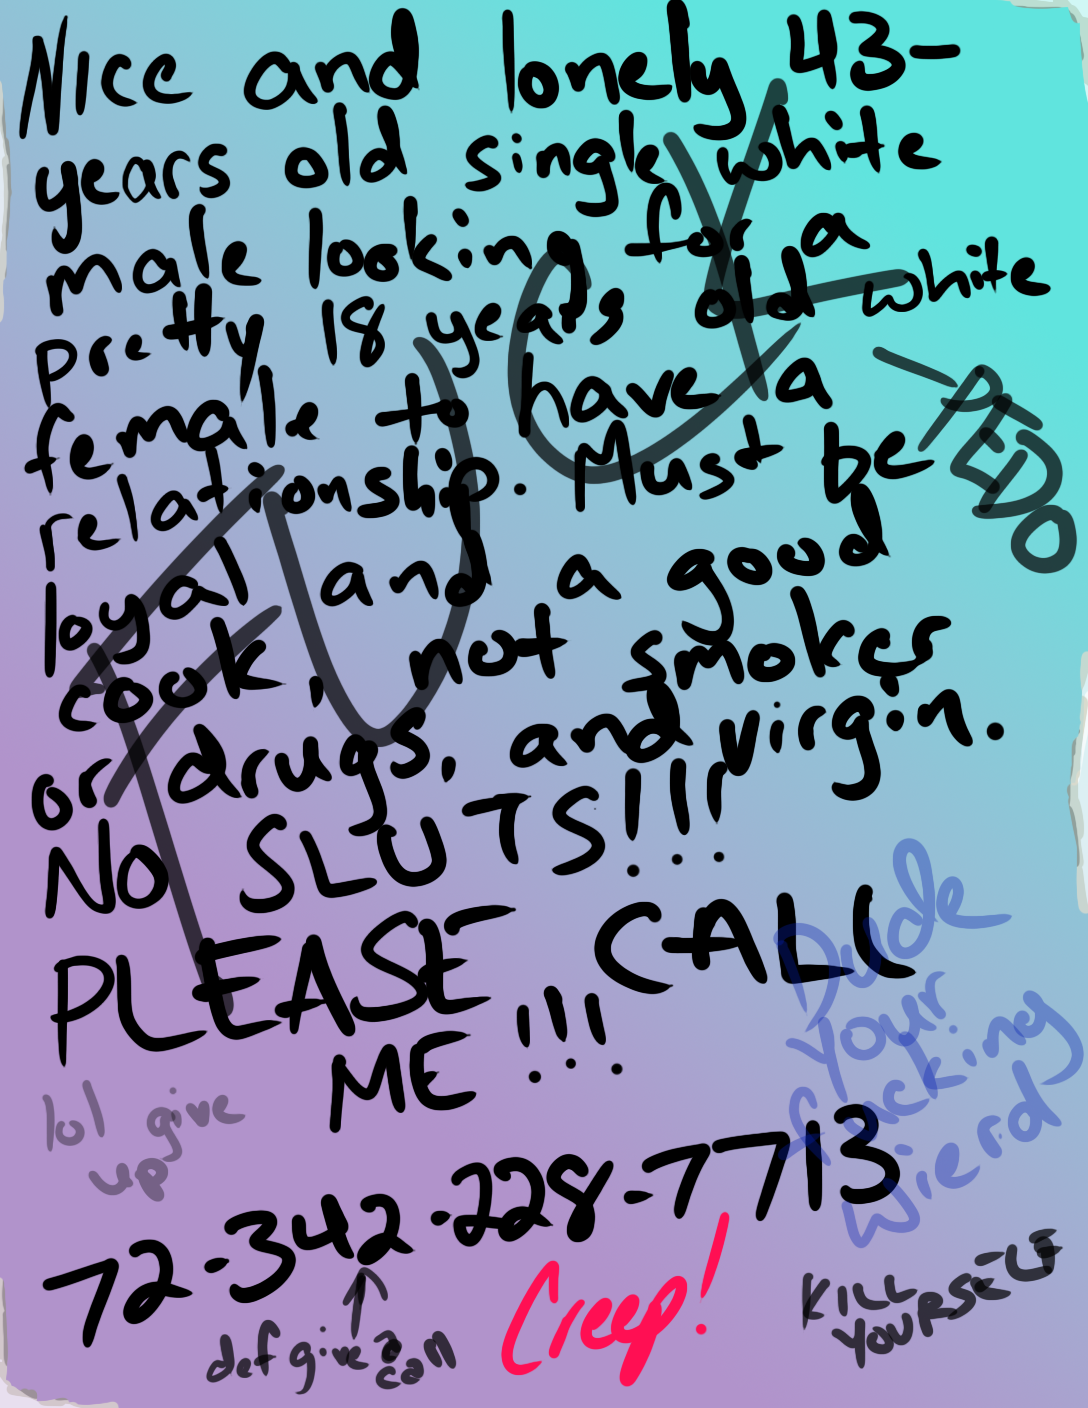 Nice and lonely 43-
years old single white
male looking for a
pretty 18 years old white
female to have a
relationship. Must be
loyal and a good
cook, not smokes
or drugs, and virgin.
NO SLUTS!!!
PLEASE CALL
ME!!!
72-342-228-7713
FU
-PEDO
Dude
your
fucking
wierd
lol give
up
def give a
call
Creep!
KILL
YOURSELF